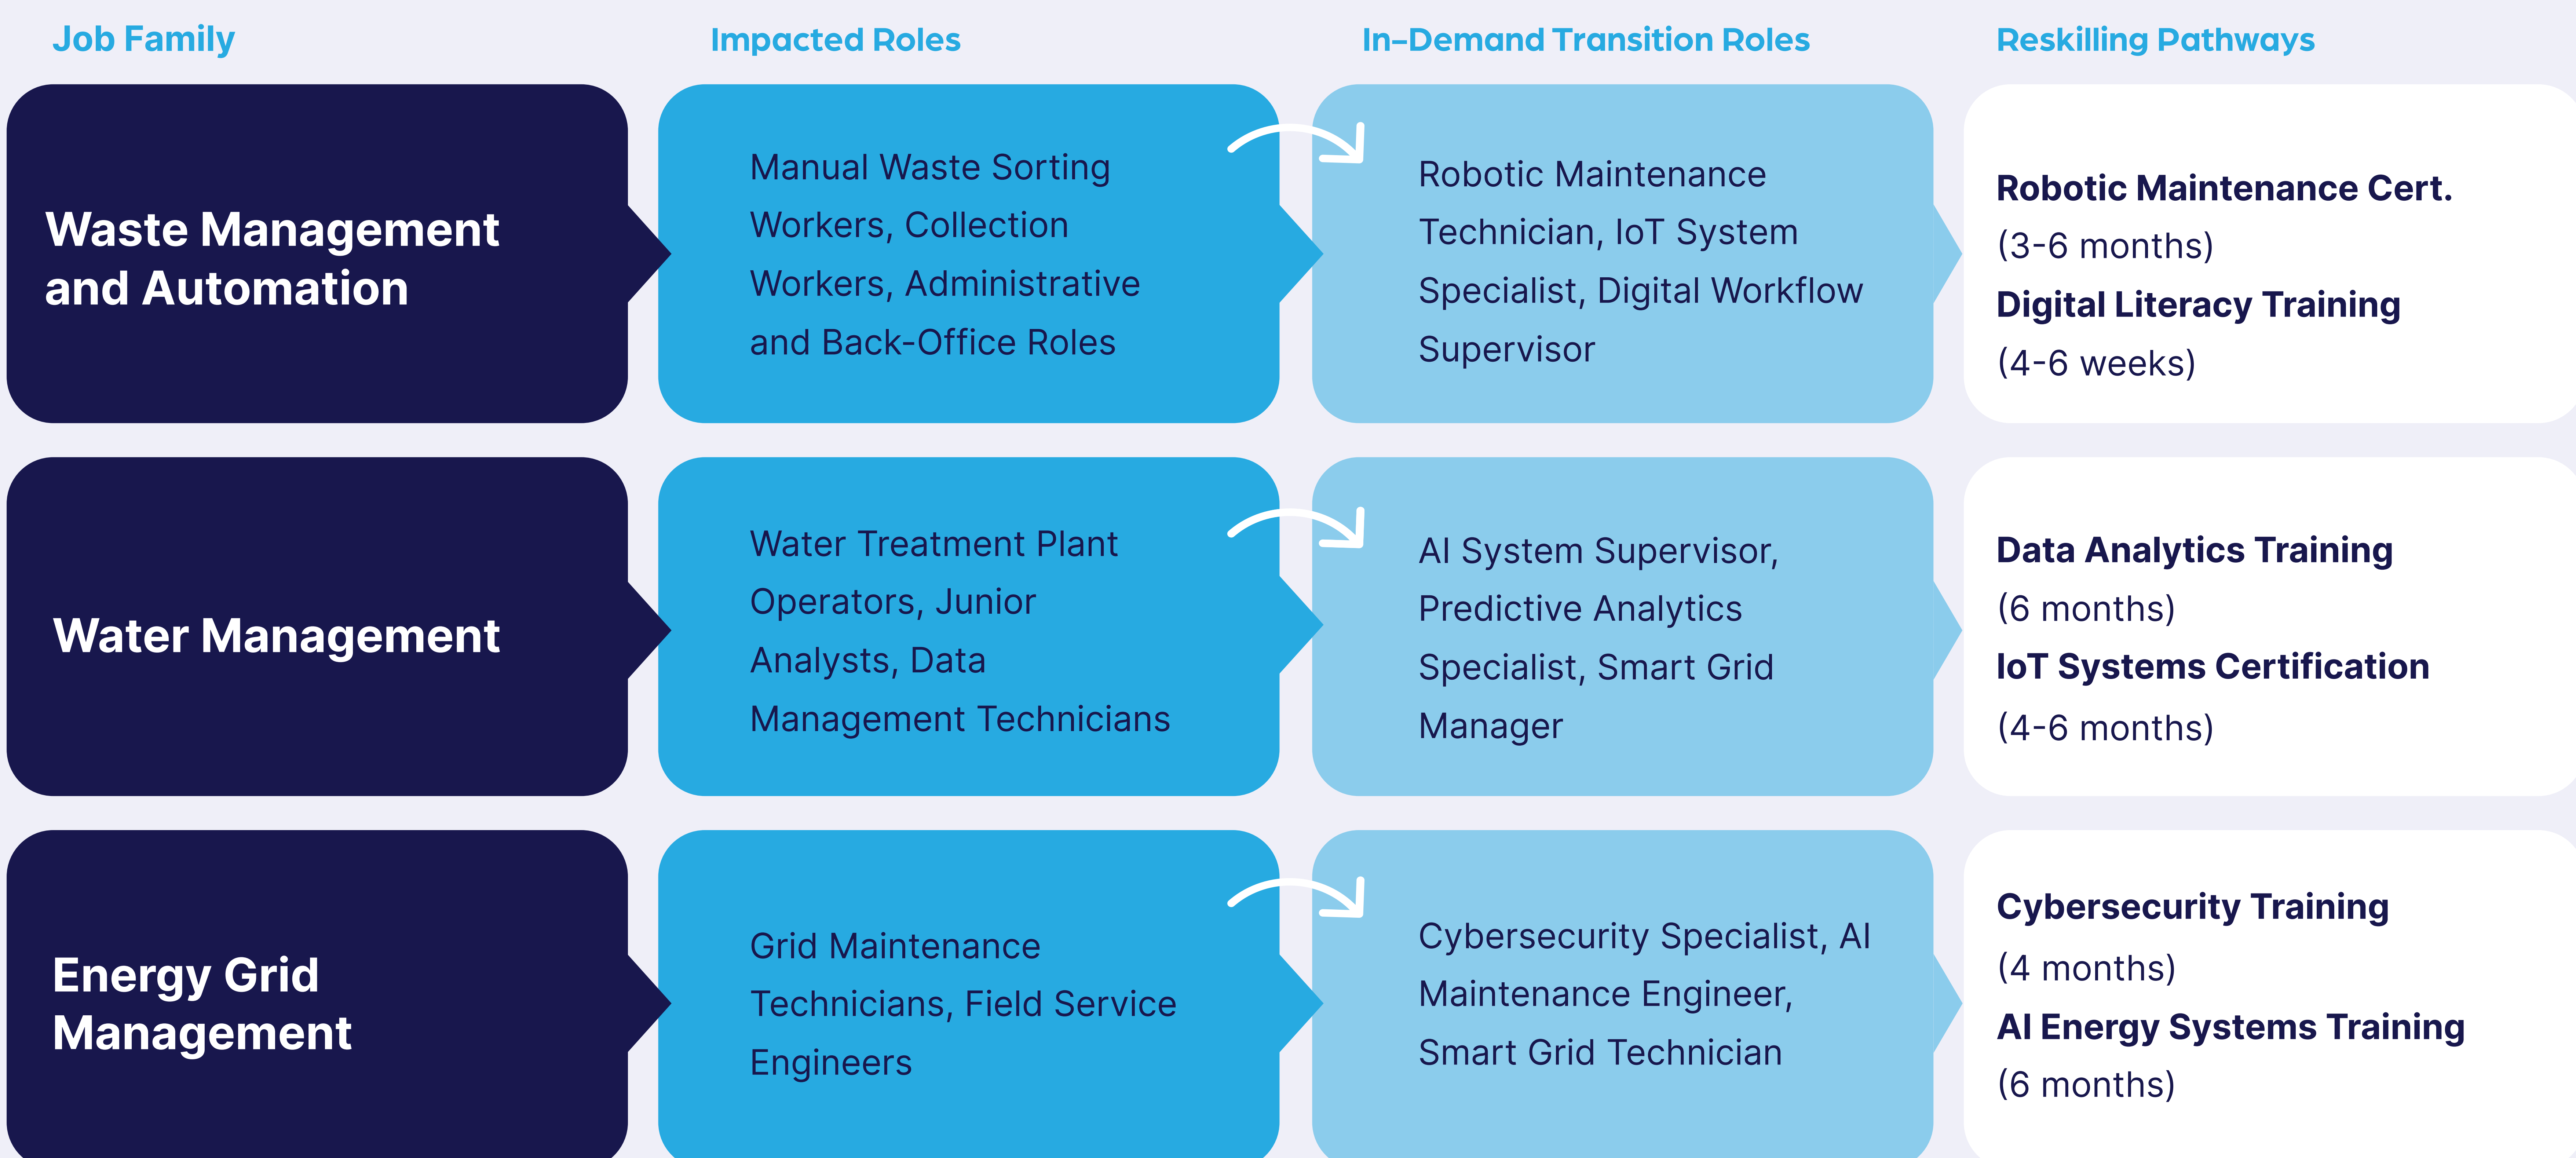 Job Family
Impacted Roles
In-Demand Transition Roles
Reskilling Pathways
Waste Management
and Automation
Manual Waste Sorting
Workers, Collection
Workers, Administrative
and Back-Office Roles
Robotic Maintenance
Technician, IoT System
Specialist, Digital Workflow
Supervisor
Robotic Maintenance Cert.
(3-6 months)
Digital Literacy Training
(4-6 weeks)
Water Management
Water Treatment Plant
Operators, Junior
Analysts, Data
Management Technicians
AI System Supervisor,
Predictive Analytics
Specialist, Smart Grid
Manager
Data Analytics Training
(6 months)
IoT Systems Certification
(4-6 months)
Energy Grid
Management
Grid Maintenance
Technicians, Field Service
Engineers
Cybersecurity Specialist, AI
Maintenance Engineer,
Smart Grid Technician
Cybersecurity Training
(4 months)
AI Energy Systems Training
(6 months)